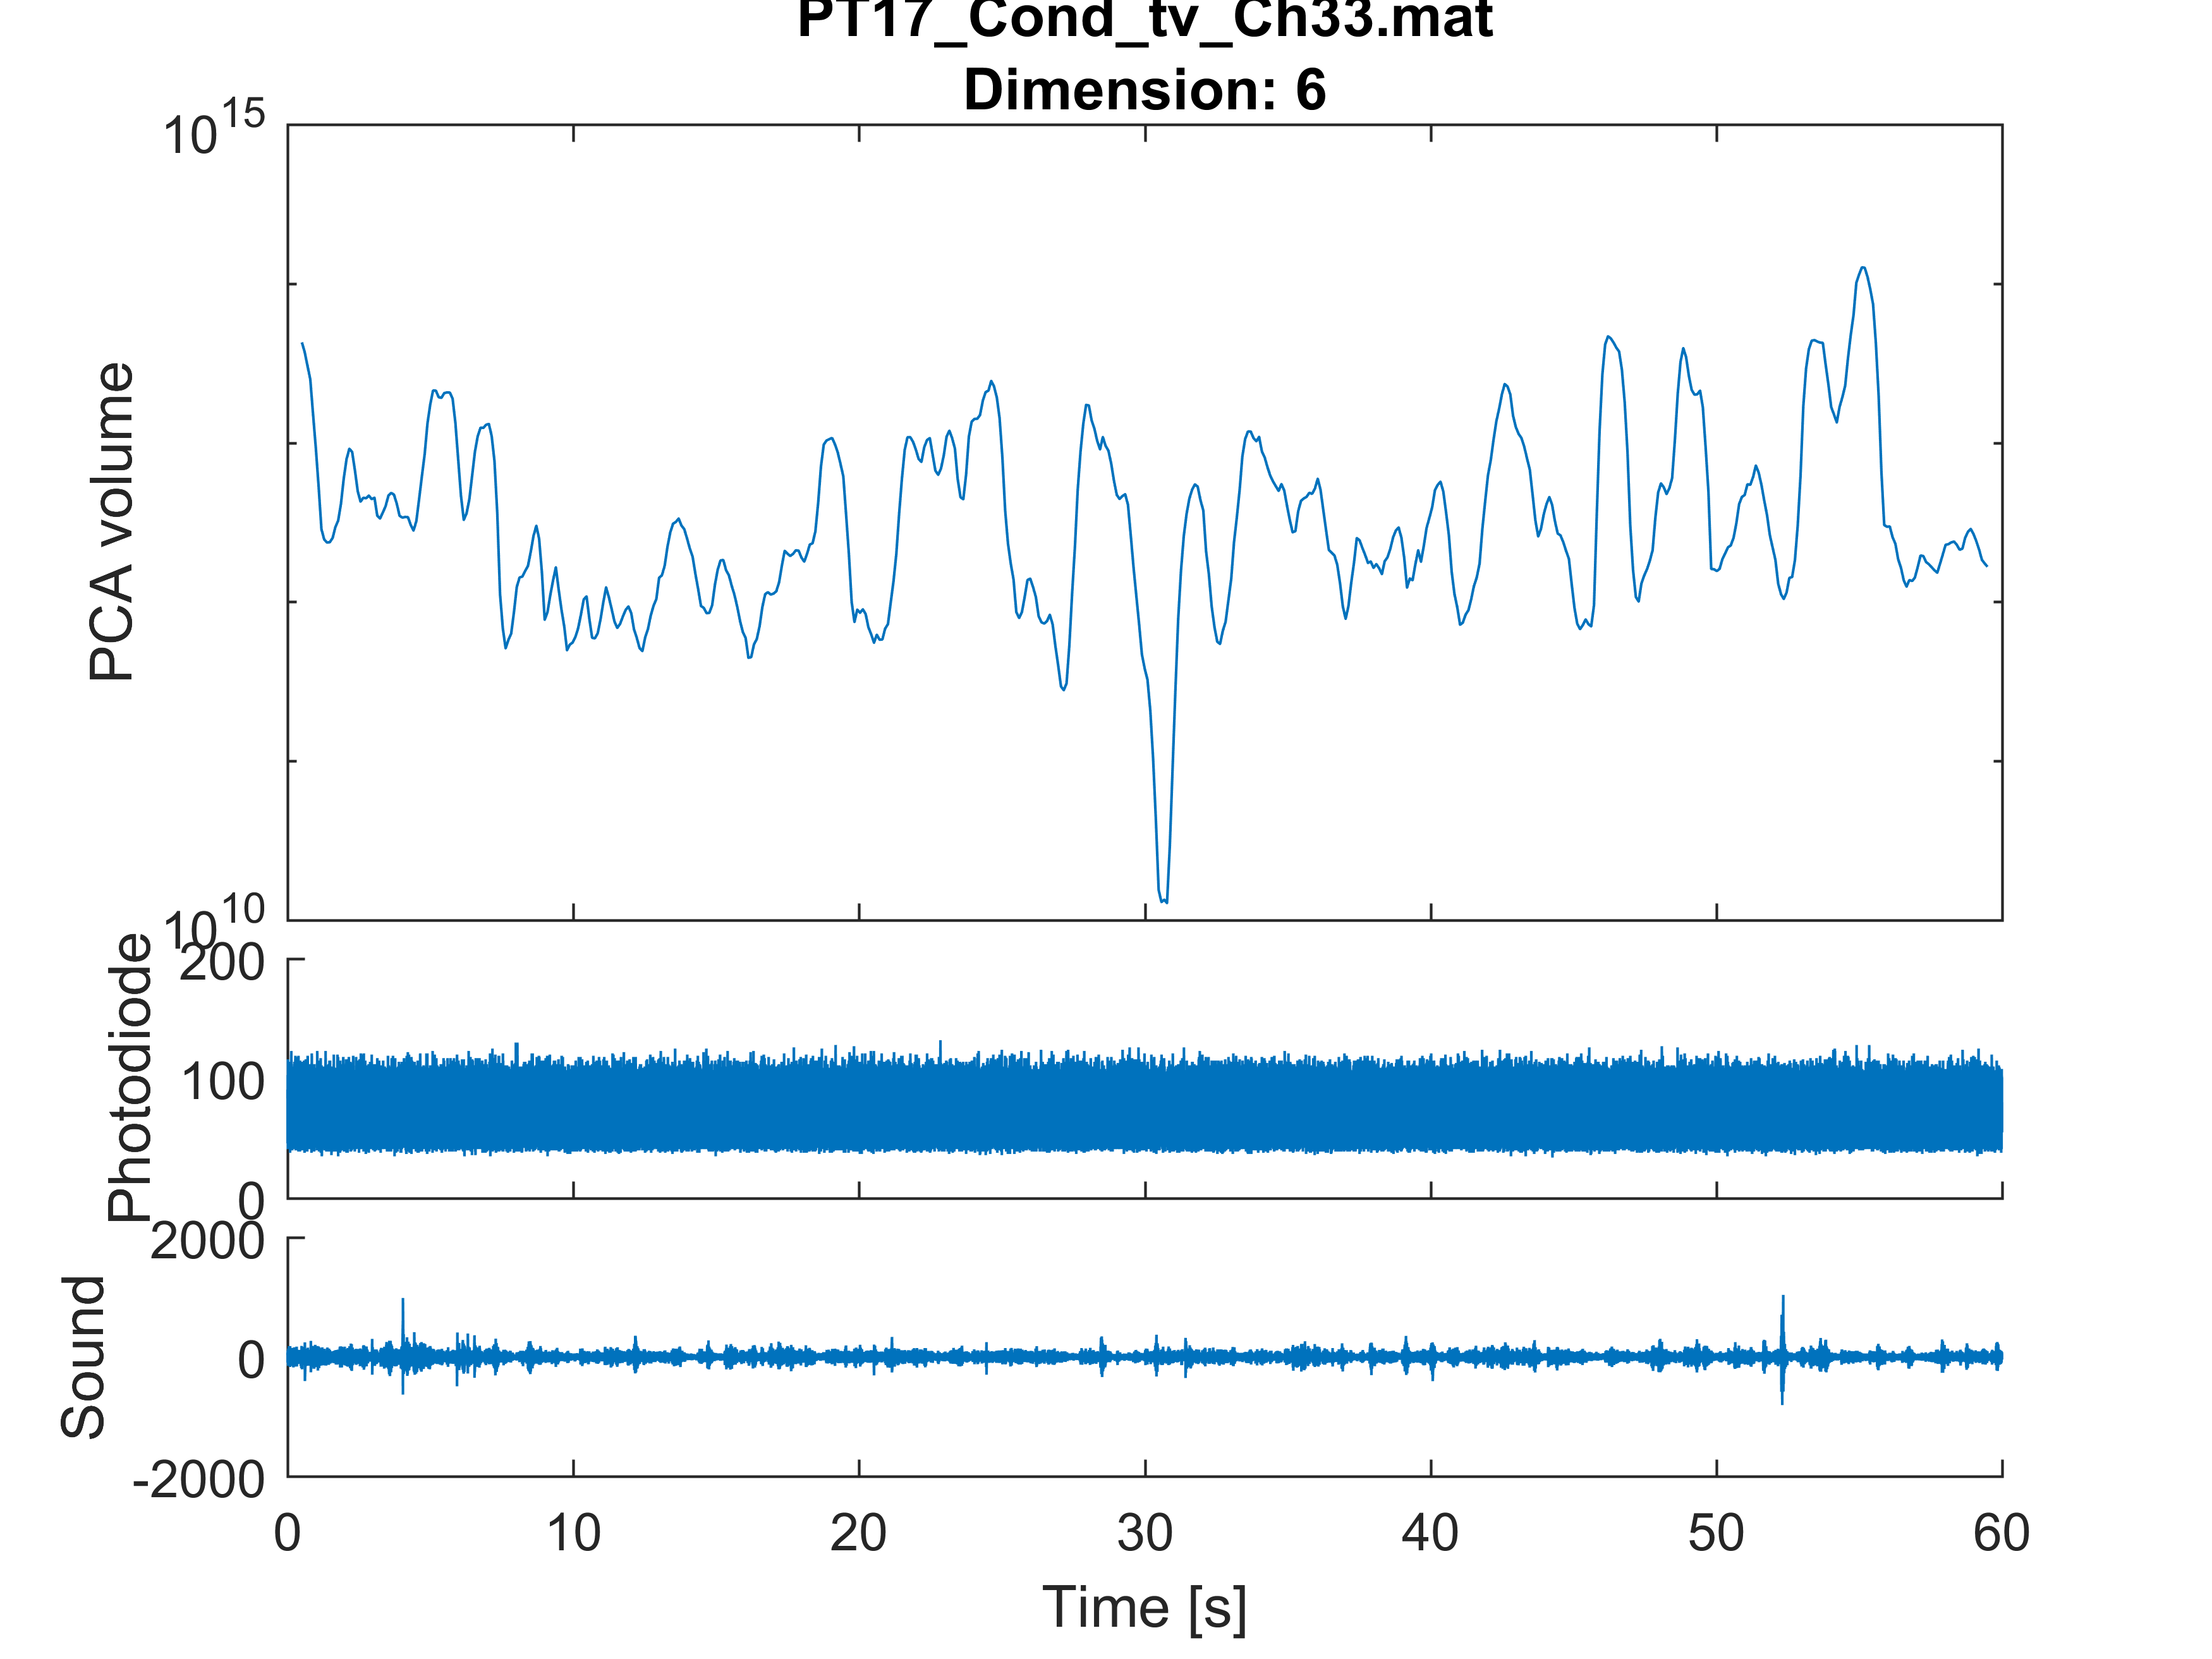 PT17_Cond_tv_Ch33.mat
Dimension: 6
10^15
PCA volume
10^10
200
Photodiode
100
0
2000
Sound
0
-2000
0 10 20 30 40 50 60
Time [s]